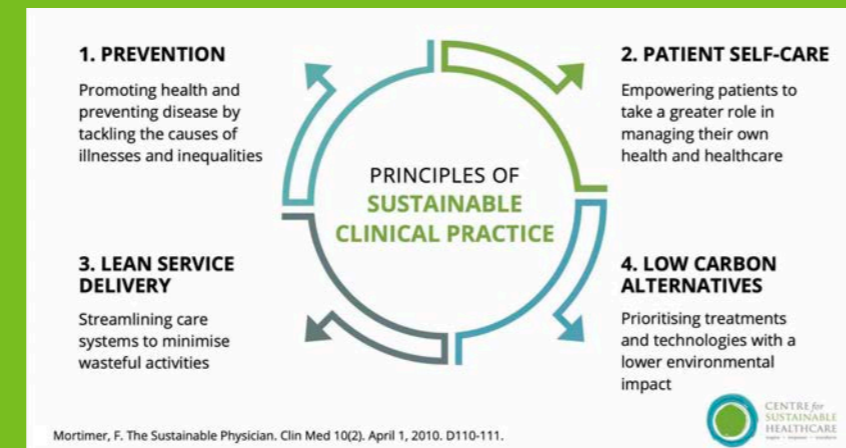 1. PREVENTION
Promoting health and
preventing disease by
tackling the causes of
illnesses and inequalities
2. PATIENT SELF-CARE
Empowering patients to
take a greater role in
managing their own
health and healthcare
PRINCIPLES OF
SUSTAINABLE
CLINICAL PRACTICE
3. LEAN SERVICE
DELIVERY
Streamlining care
systems to minimise
wasteful activities
4. LOW CARBON
ALTERNATIVES
Prioritising treatments
and technologies with a
lower environmental
impact
Mortimer, F. The Sustainable Physician. Clin Med 10(2). April 1, 2010. D110-111.
CENTRE for
SUSTAINABLE
HEALTHCARE